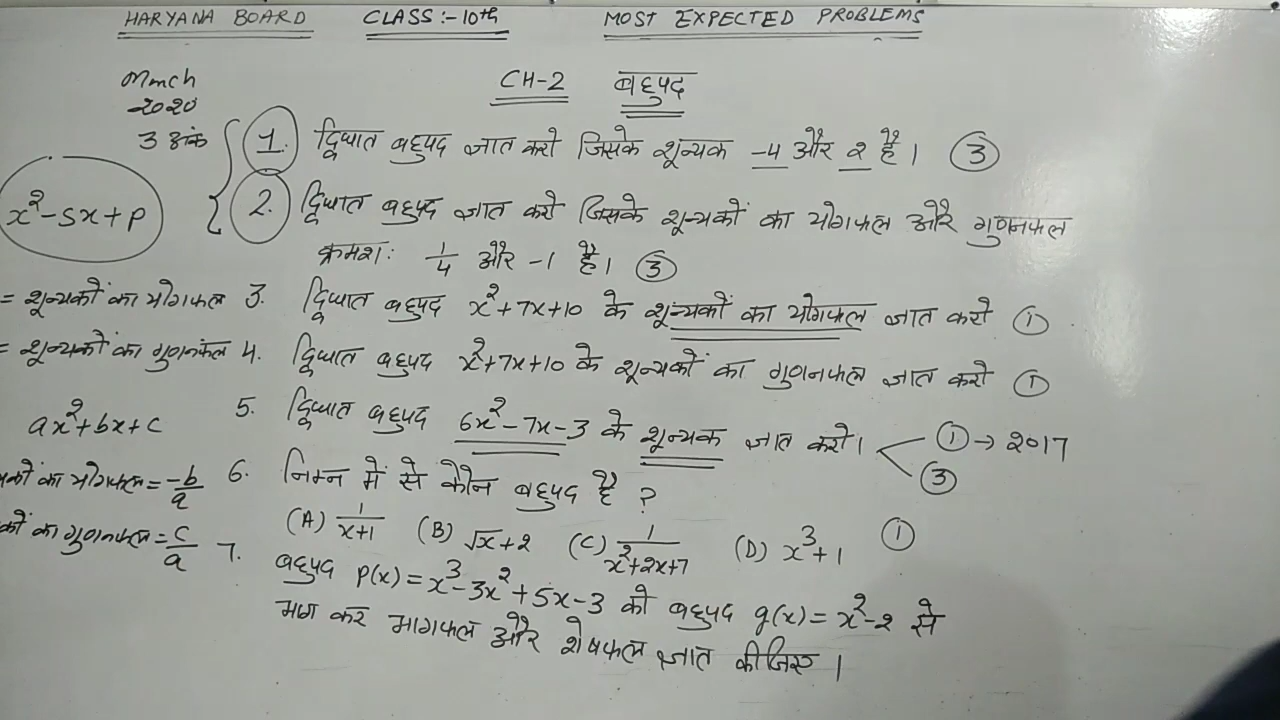 HARYANA BOARD CLASS:-10th MOST EXPECTED PROBLEMS
March 2020 3 अंक
CH-2 बहुपद
1. द्विघात बहुपद ज्ञात करो जिसके शून्यक -4 और 2 है। ③
x²-Sx+P
2. द्विघात बहुपद ज्ञात करो जिसके शून्यकों का योगफल और गुणनफल
क्रमश: 1/4 और -1 है। ③
= शून्यकों का योगफल
3. द्विघात बहुपद x²+7x+10 के शून्यकों का योगफल ज्ञात करो ①
= शून्यकों का गुणनफल
4. द्विघात बहुपद x²+7x+10 के शून्यकों का गुणनफल ज्ञात करो ①
ax²+bx+c
5. द्विघात बहुपद 6x²-7x-3 के शून्यक ज्ञात करो। ①→2017 ③
का योगफल = -b/a
6. निम्न में से कौन बहुपद है ?
(A) 1/x+1 (B) √x+2 (C) 1/x²+2x+7 (D) x³+1 ①
का गुणनफल = c/a
7. बहुपद p(x)=x³-3x²+5x-3 को बहुपद g(x)=x²-2 से
भाग कर भागफल और शेषफल ज्ञात कीजिए।